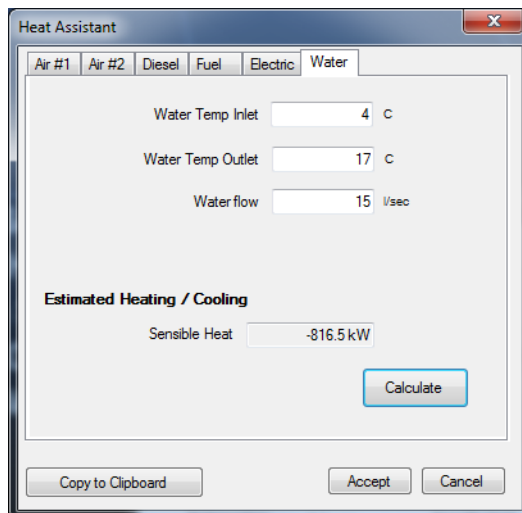 Heat Assistant
Air #1 Air #2 Diesel Fuel Electric Water
Water Temp Inlet 4 C
Water Temp Outlet 17 C
Water flow 15 l/sec
Estimated Heating / Cooling
Sensible Heat -816.5 kW
Calculate
Copy to Clipboard Accept Cancel